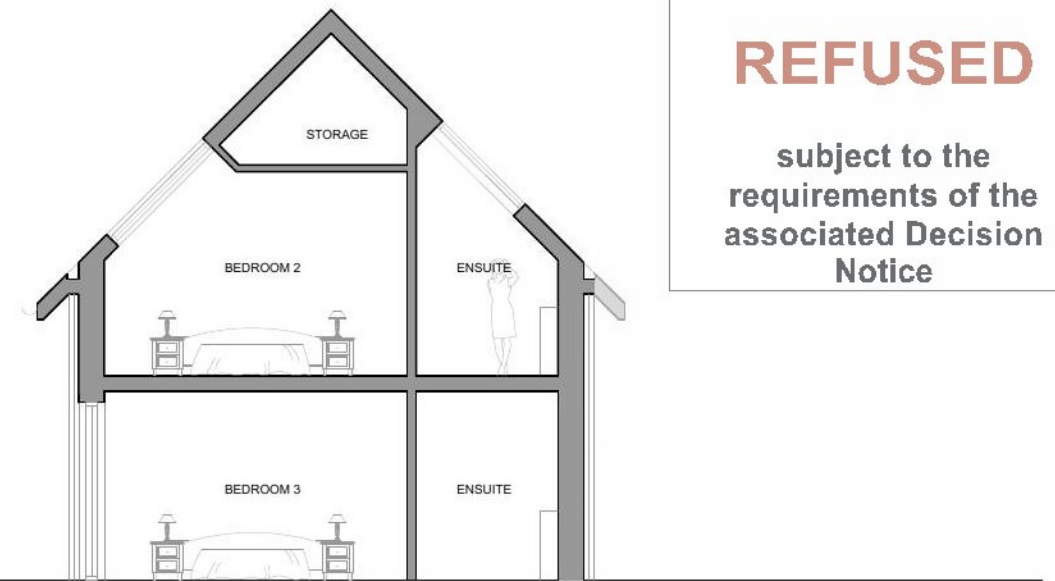 REFUSED
subject to the
requirements of the
associated Decision
Notice
STORAGE
BEDROOM 2
ENSUITE
BEDROOM 3
ENSUITE